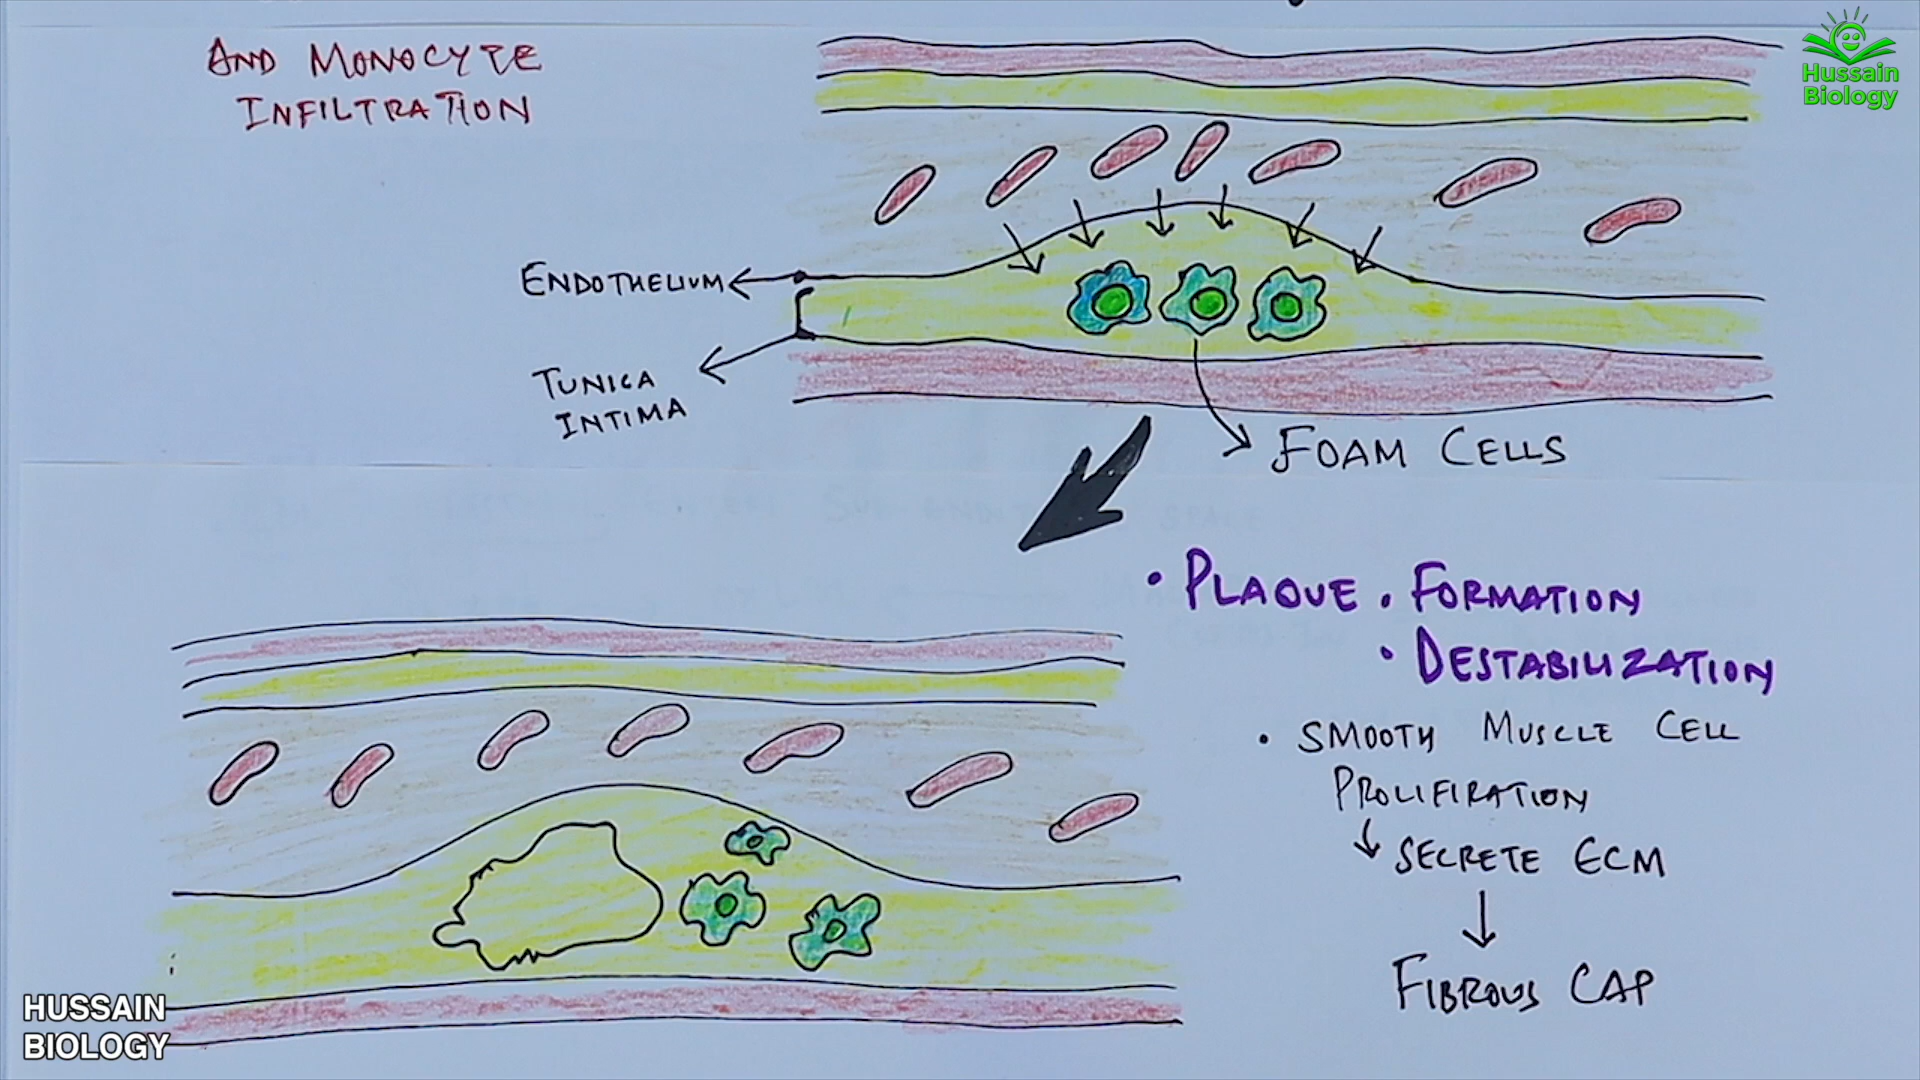 AND MONOCYTE
INFILTRATION
Hussain
Biology
ENDOTHELIUM
TUNICA
INTIMA
FOAM CELLS
• PLAQUE • FORMATION
• DESTABILIZATION
• SMOOTH MUSCLE CELL
PROLIFIRATION
↓ SECRETE ECM
↓
FIBROUS CAP
HUSSAIN
BIOLOGY